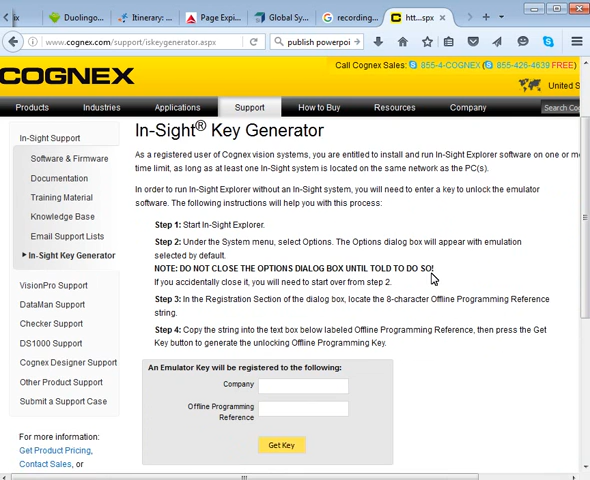 ix
Duolingo...
Itinerary: ...
Page Expi...
Global Sy...
recording...
htt...spx
www.cognex.com/support/iskeygenerator.aspx
publish powerpoi
COGNEX
Call Cognex Sales: 855-4-COGNEX ( 855-426-4639 FREE)
United S
Products Industries Applications Support How to Buy Resources Company Search Co
In-Sight Support
Software & Firmware
Documentation
Training Material
Knowledge Base
Email Support Lists
In-Sight Key Generator
VisionPro Support
DataMan Support
Checker Support
DS1000 Support
Cognex Designer Support
Other Product Support
Submit a Support Case
For more information:
Get Product Pricing,
Contact Sales, or
In-Sight® Key Generator
As a registered user of Cognex vision systems, you are entitled to install and run In-Sight Explorer software on one or mo
time limit, as long as at least one In-Sight system is located on the same network as the PC(s).
In order to run In-Sight Explorer without an In-Sight system, you will need to enter a key to unlock the emulator
software. The following instructions will help you with this process:
Step 1: Start In-Sight Explorer.
Step 2: Under the System menu, select Options. The Options dialog box will appear with emulation
selected by default.
NOTE: DO NOT CLOSE THE OPTIONS DIALOG BOX UNTIL TOLD TO DO SO!
If you accidentally close it, you will need to start over from step 2.
Step 3: In the Registration Section of the dialog box, locate the 8-character Offline Programming Reference
string.
Step 4: Copy the string into the text box below labeled Offline Programming Reference, then press the Get
Key button to generate the unlocking Offline Programming Key.
An Emulator Key will be registered to the following:
Company
Offline Programming
Reference
Get Key